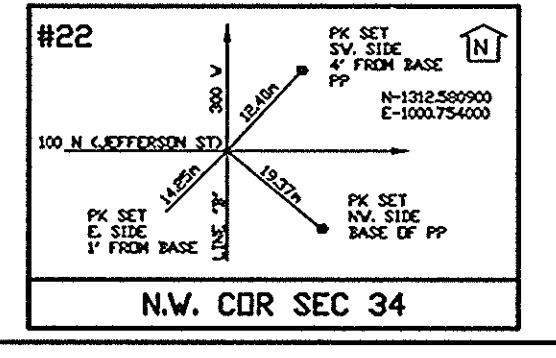 #22
PK SET
SW. SIDE
4' FROM BASE
PP
N
N-1312.580900
E-1000.754000
300 W
12.40m
100 N (JEFFERSON ST)
14.25m
19.37m
PK SET
E. SIDE
1' FROM BASE
LINE "B"
PK SET
NW. SIDE
BASE OF PP
N.W. COR SEC 34